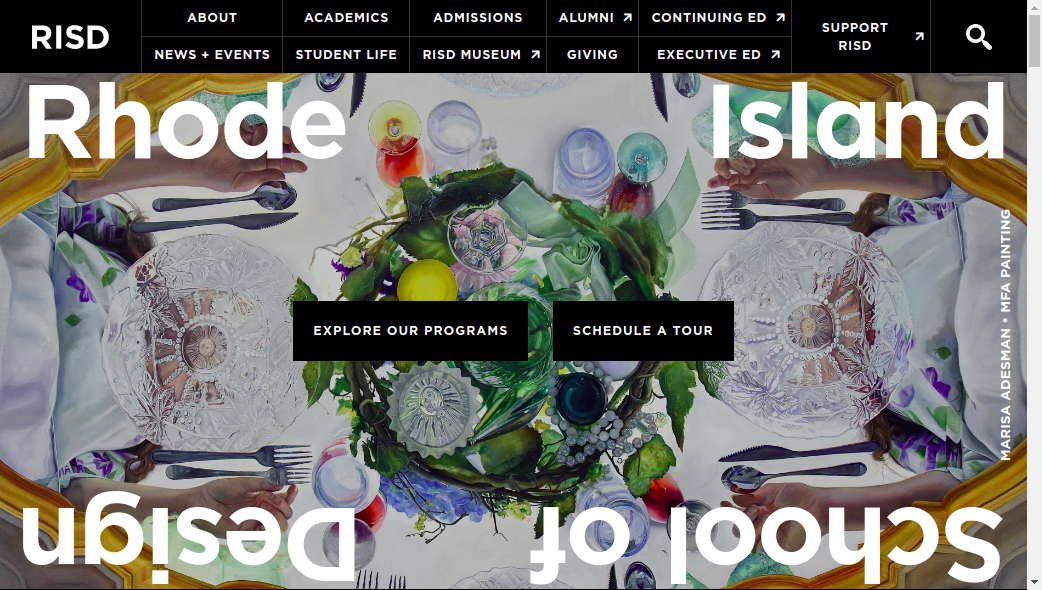 RISD
ABOUT
ACADEMICS
ADMISSIONS
ALUMNI
CONTINUING ED
SUPPORT
RISD
NEWS + EVENTS
STUDENT LIFE
RISD MUSEUM
GIVING
EXECUTIVE ED
Rhode Island
EXPLORE OUR PROGRAMS
SCHEDULE A TOUR
MARISA ADESMAN • MFA PAINTING
School of Design